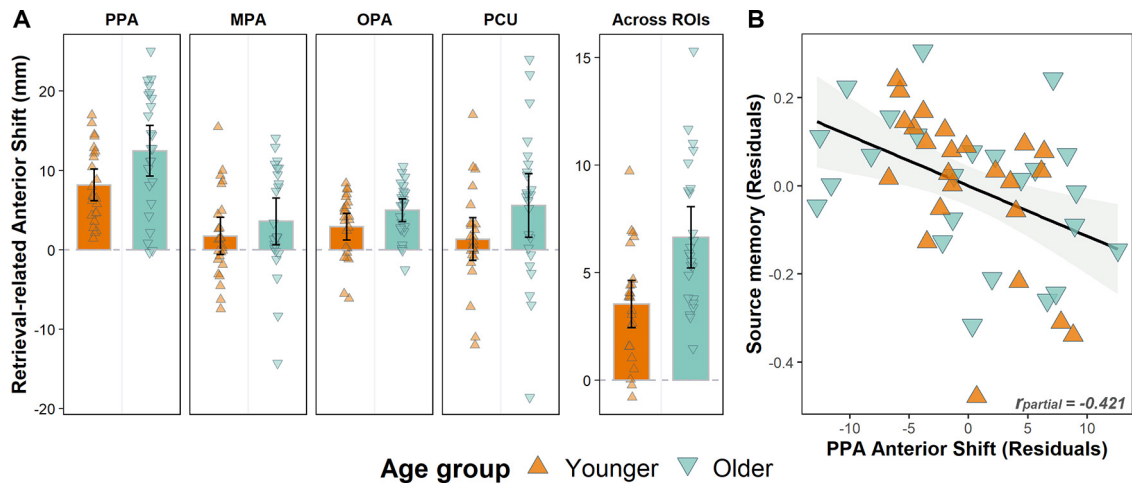 A
PPA MPA OPA PCU Across ROIs
Retrieval-related Anterior Shift (mm)
20
10
0
10
-20
15
10
5
0
B
Source memory (Residuals)
0.2
0.0
-0.2
-0.4
rpartial = -0.421
-10 -5 0 5 10
PPA Anterior Shift (Residuals)
Age group Younger Older